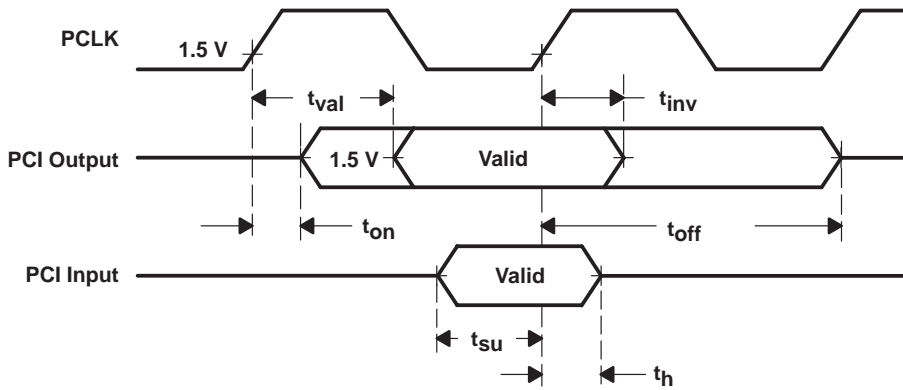 PCLK
1.5 V
tval
tinv
PCI Output
1.5 V
Valid
ton
toff
PCI Input
Valid
tsu
th